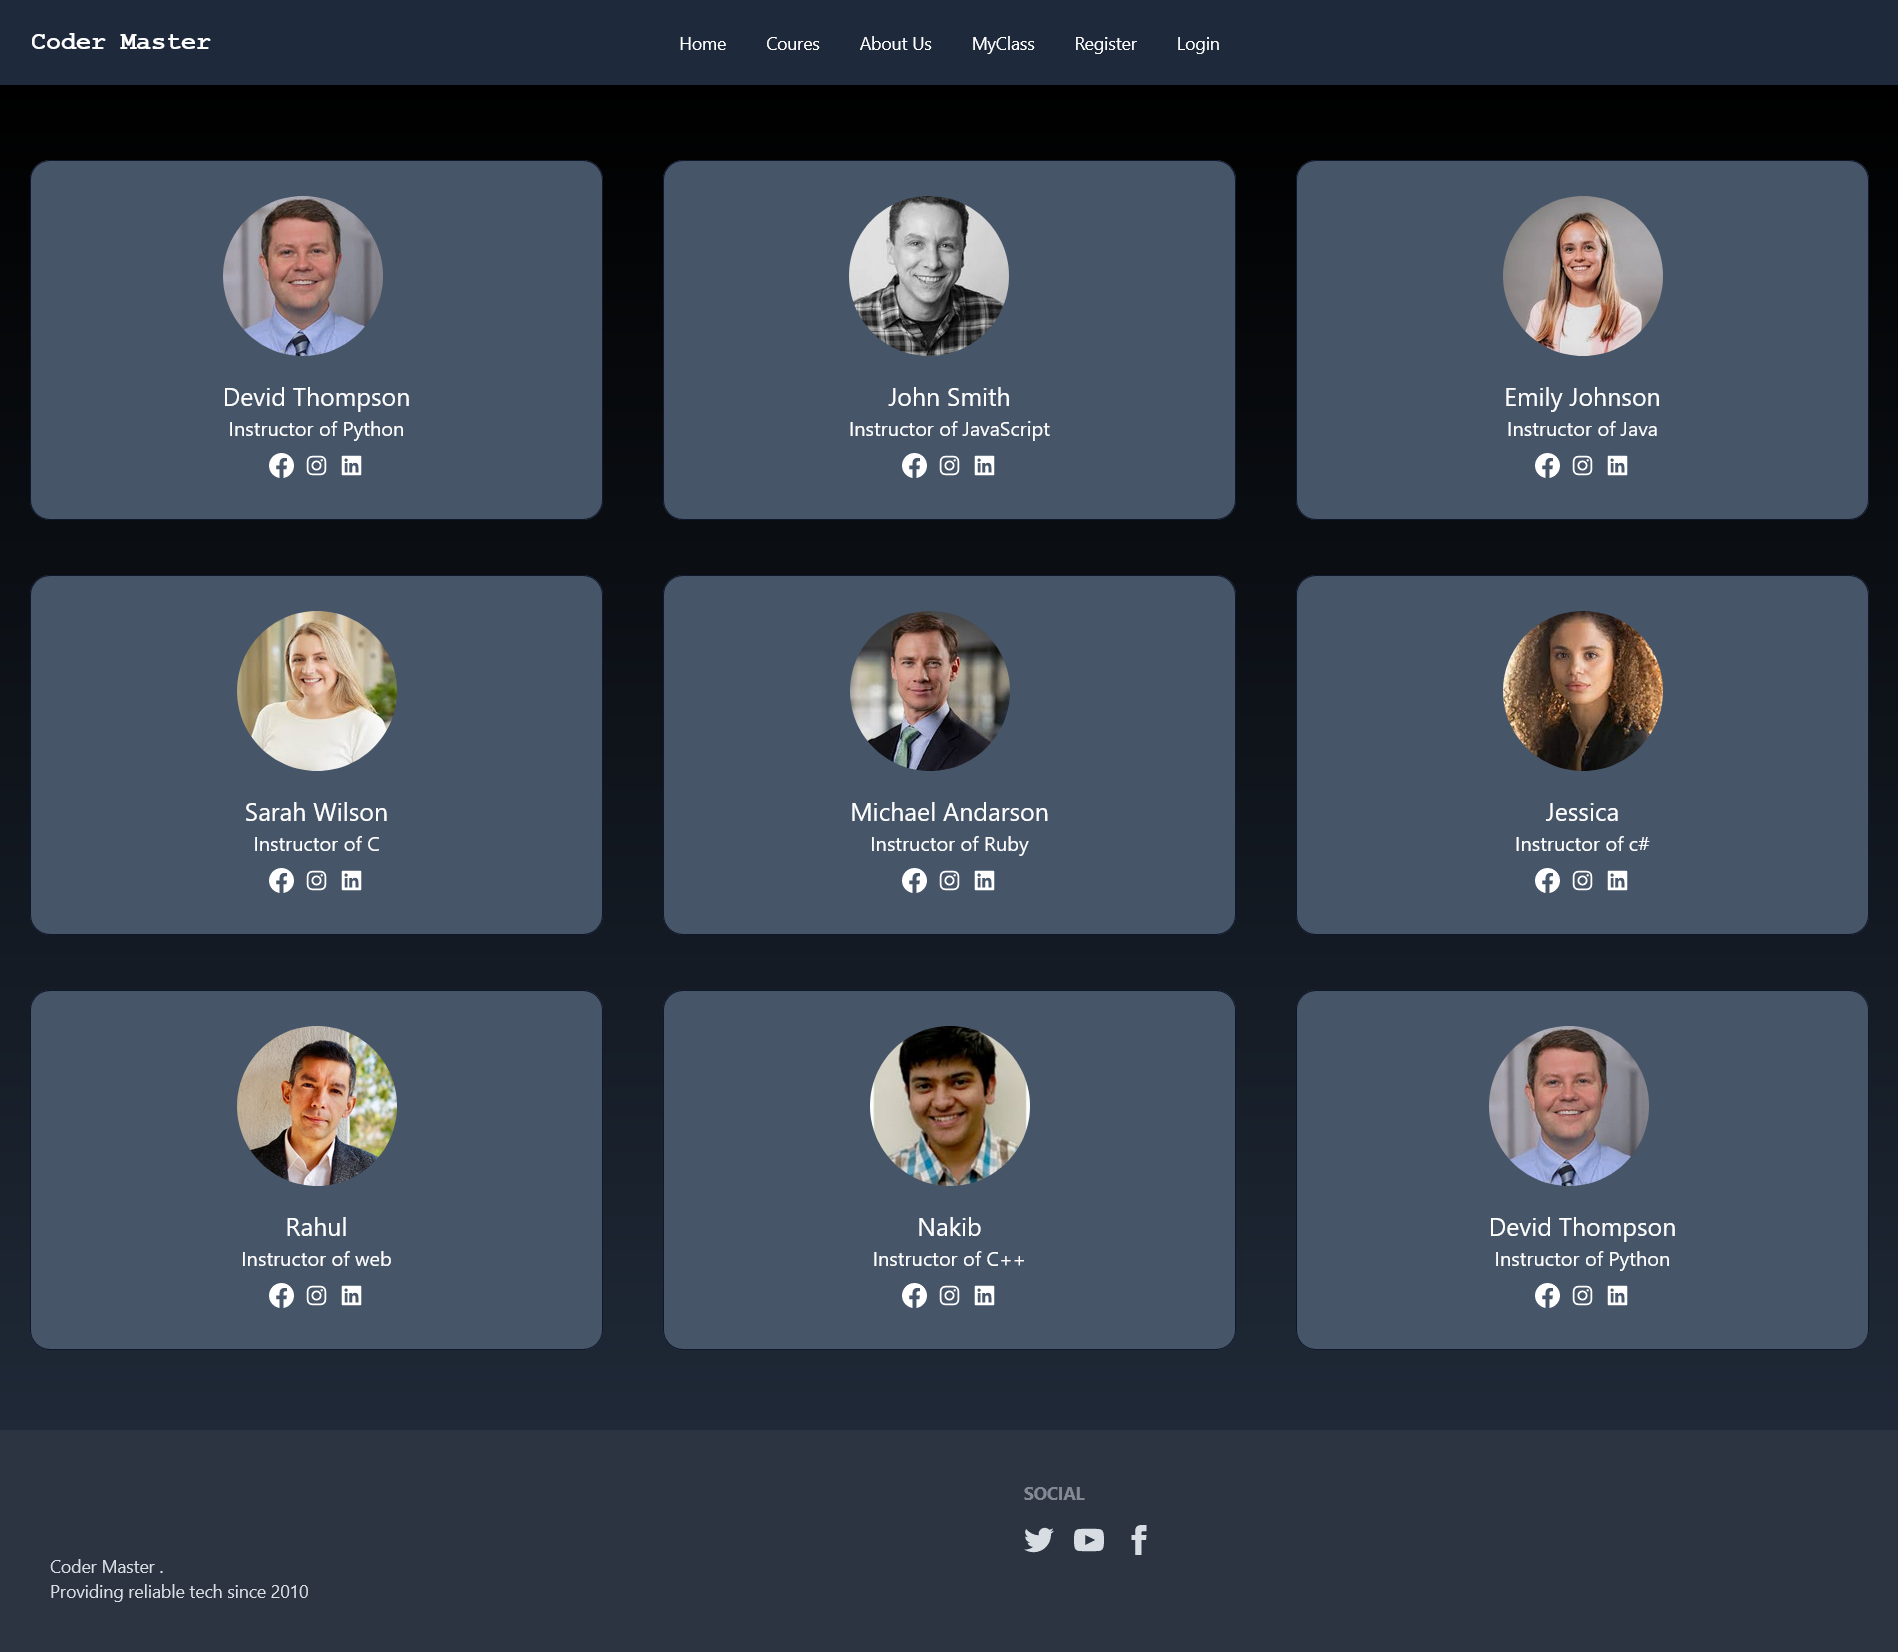 Coder Master
Home Coures About Us MyClass Register Login
Devid Thompson
Instructor of Python
John Smith
Instructor of JavaScript
Emily Johnson
Instructor of Java
Sarah Wilson
Instructor of C
Michael Andarson
Instructor of Ruby
Jessica
Instructor of c#
Rahul
Instructor of web
Nakib
Instructor of C++
Devid Thompson
Instructor of Python
SOCIAL
Coder Master .
Providing reliable tech since 2010